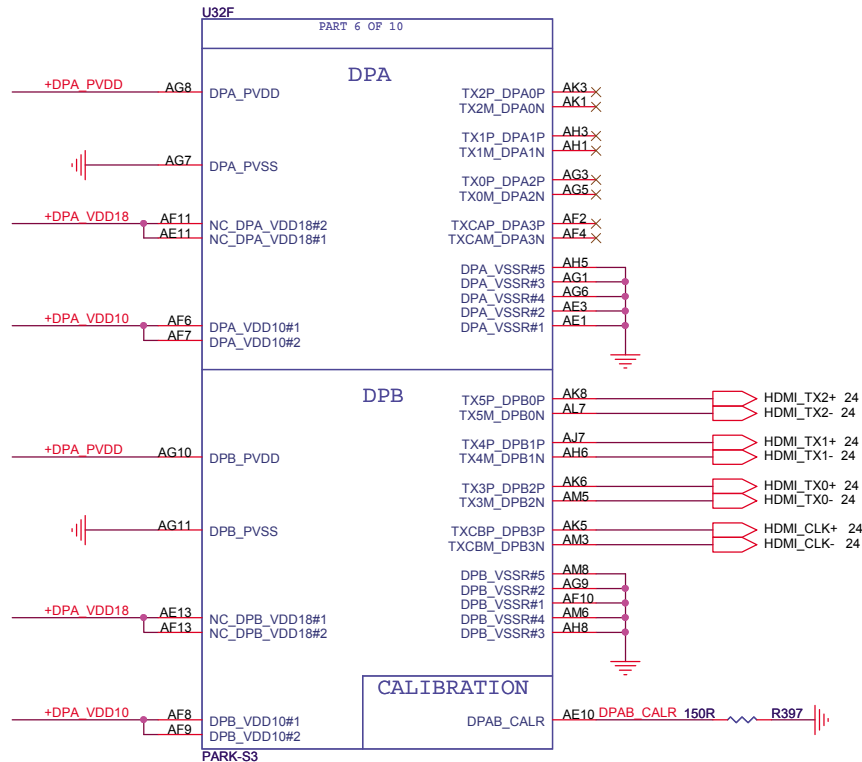 U32F
PART 6 OF 10
DPA
+DPA_PVDD AG8 DPA_PVDD
TX2P_DPA0P AK3
TX2M_DPA0N AK1
TX1P_DPA1P AH3
TX1M_DPA1N AH1
AG7 DPA_PVSS
TX0P_DPA2P AG3
TX0M_DPA2N AG5
+DPA_VDD18 AF11 NC_DPA_VDD18#2
AE11 NC_DPA_VDD18#1
TXCAP_DPA3P AF2
TXCAM_DPA3N AF4
DPA_VSSR#5 AH5
DPA_VSSR#3 AG1
DPA_VSSR#4 AG6
DPA_VSSR#2 AE3
DPA_VSSR#1 AE1
+DPA_VDD10 AF6 DPA_VDD10#1
AF7 DPA_VDD10#2
DPB
TX5P_DPB0P AK8 HDMI_TX2+ 24
TX5M_DPB0N AL7 HDMI_TX2- 24
TX4P_DPB1P AJ7 HDMI_TX1+ 24
TX4M_DPB1N AH6 HDMI_TX1- 24
+DPA_PVDD AG10 DPB_PVDD
TX3P_DPB2P AK6 HDMI_TX0+ 24
TX3M_DPB2N AM5 HDMI_TX0- 24
AG11 DPB_PVSS
TXCBP_DPB3P AK5 HDMI_CLK+ 24
TXCBM_DPB3N AM3 HDMI_CLK- 24
DPB_VSSR#5 AM8
DPB_VSSR#2 AG9
DPB_VSSR#1 AF10
DPB_VSSR#4 AM6
DPB_VSSR#3 AH8
+DPA_VDD18 AE13 NC_DPB_VDD18#1
AF13 NC_DPB_VDD18#2
CALIBRATION
+DPA_VDD10 AF8 DPB_VDD10#1
AF9 DPB_VDD10#2
DPAB_CALR AE10 DPAB_CALR 150R R397
PARK-S3